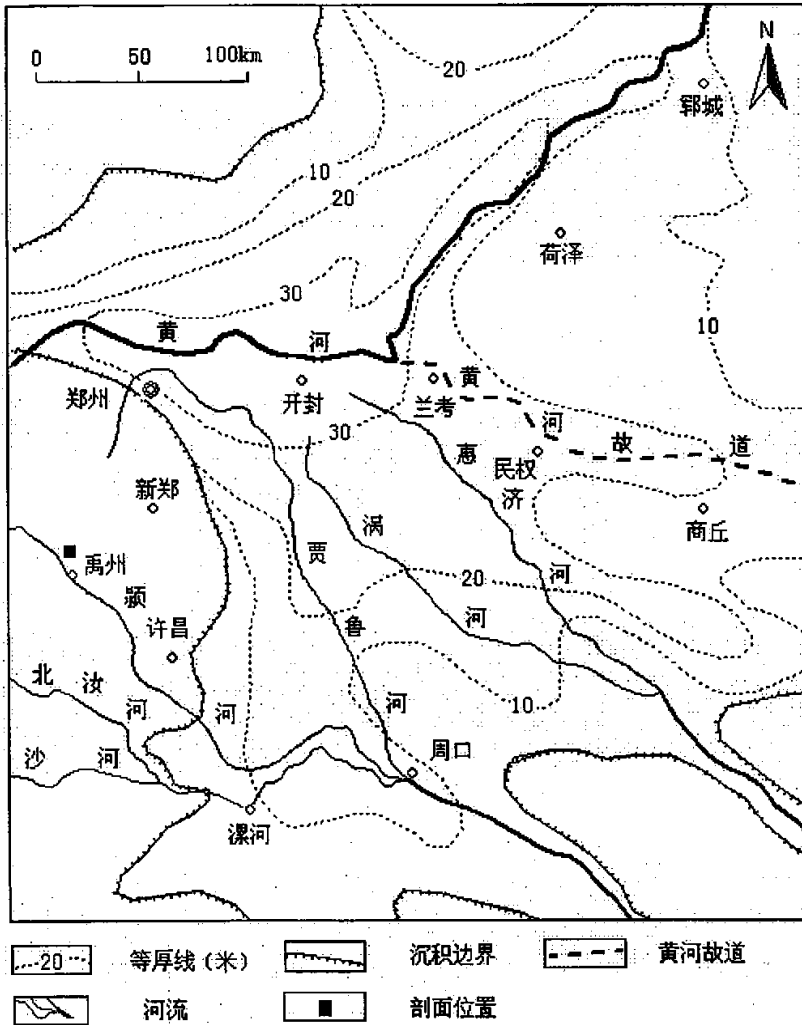 0 50 100km
N
20
郓城
10
20
荷泽
30
10
黄
河
郑州
开封
兰考
黄
河
故
道
30
惠
民权
济
新郑
商丘
涡
贾
河
禹州
颍
20
鲁
河
许昌
北
汝
河
河
河
10
沙
河
周口
漯河
20 等厚线(米) 沉积边界 黄河故道
河流 剖面位置